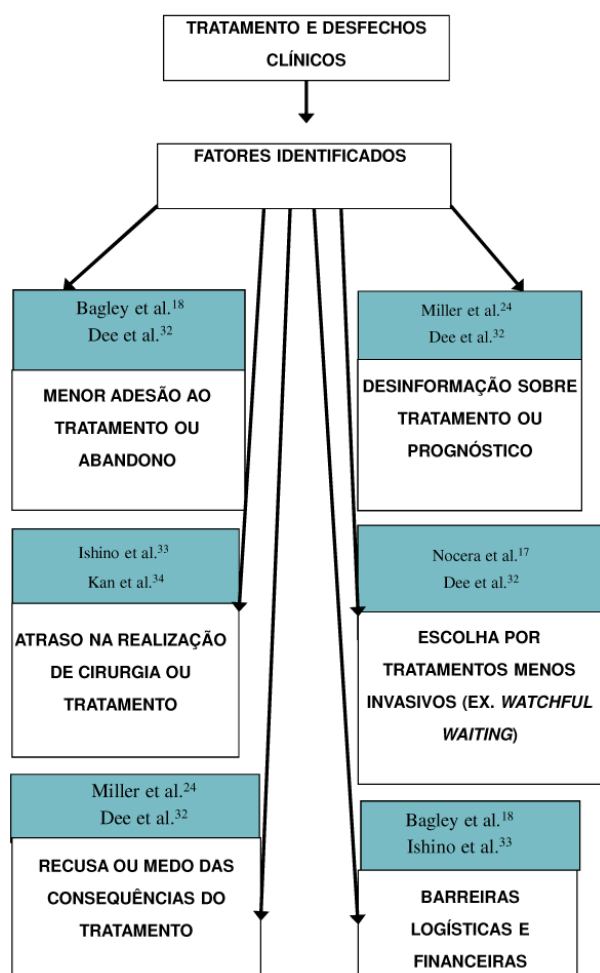 TRATAMENTO E DESFECHOS
CLÍNICOS
FATORES IDENTIFICADOS
Bagley et al.18
Dee et al.32
MENOR ADESÃO AO
TRATAMENTO OU
ABANDONO
Miller et al.24
Dee et al.32
DESINFORMAÇÃO SOBRE
TRATAMENTO OU
PROGNÓSTICO
Ishino et al.33
Kan et al.34
ATRASO NA REALIZAÇÃO
DE CIRURGIA OU
TRATAMENTO
Nocera et al.17
Dee et al.32
ESCOLHA POR
TRATAMENTOS MENOS
INVASIVOS (EX. WATCHFUL
WAITING)
Miller et al.24
Dee et al.32
RECUSA OU MEDO DAS
CONSEQUÊNCIAS DO
TRATAMENTO
Bagley et al.18
Ishino et al.33
BARREIRAS
LOGÍSTICAS E
FINANCEIRAS